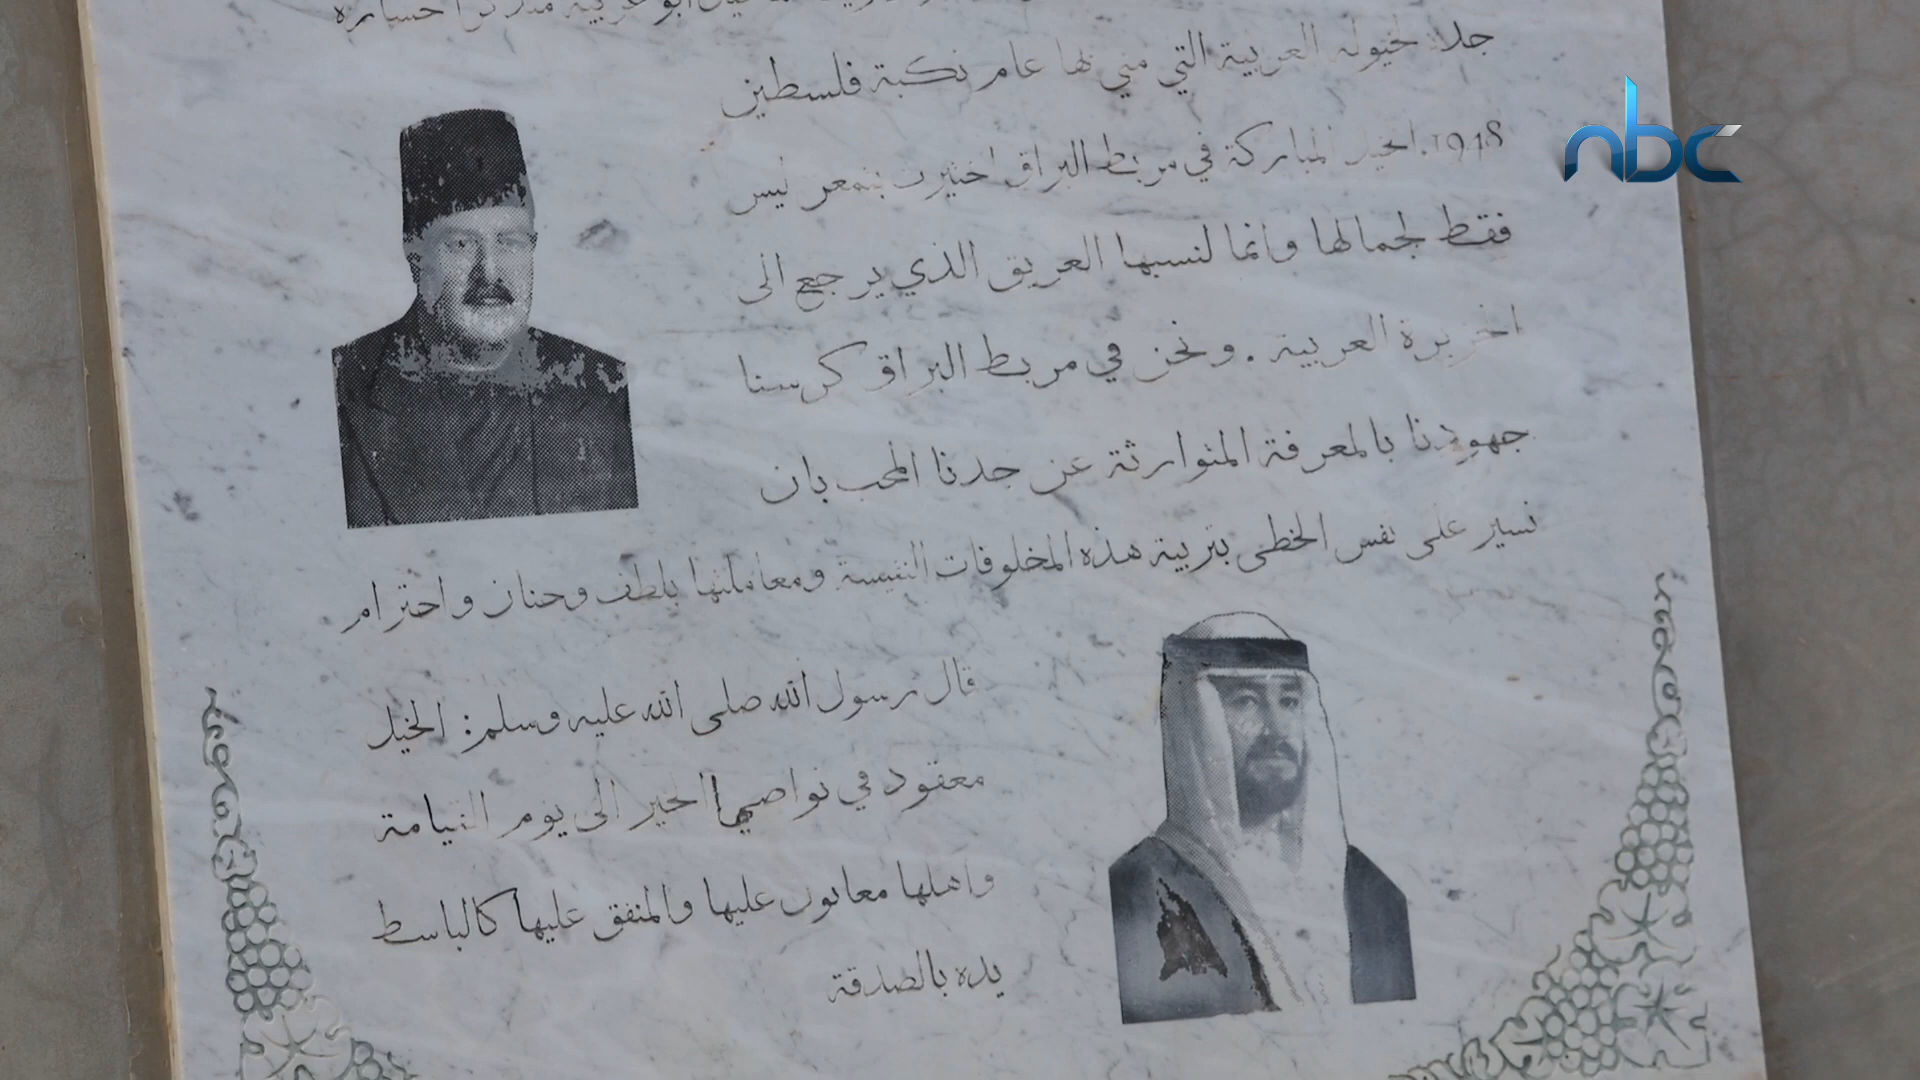 جل خيوله العربية التي مني بها عام نكبة فلسطين
nbc
1948. الخيل المباركة في مربط البراق اختيرت بتمعن ليس
فقط لجمالها وانما لنسبها العريق الذي يرجع الى
الجزيرة العربية . ونحن في مربط البراق كرسنا
جهودنا بالمعرفة المتوارثة عن جدنا المحب بان
نسير على نفس الخطى بتربية هذه المخلوقات النفيسة ومعاملتها بلطف وحنان واحترام
قال رسول الله صلى الله عليه وسلم: الخيل
معقود في نواصيها الخير الى يوم القيامة
واهلها معانون عليها والمنفق عليها كالباسط
يده بالصدقة